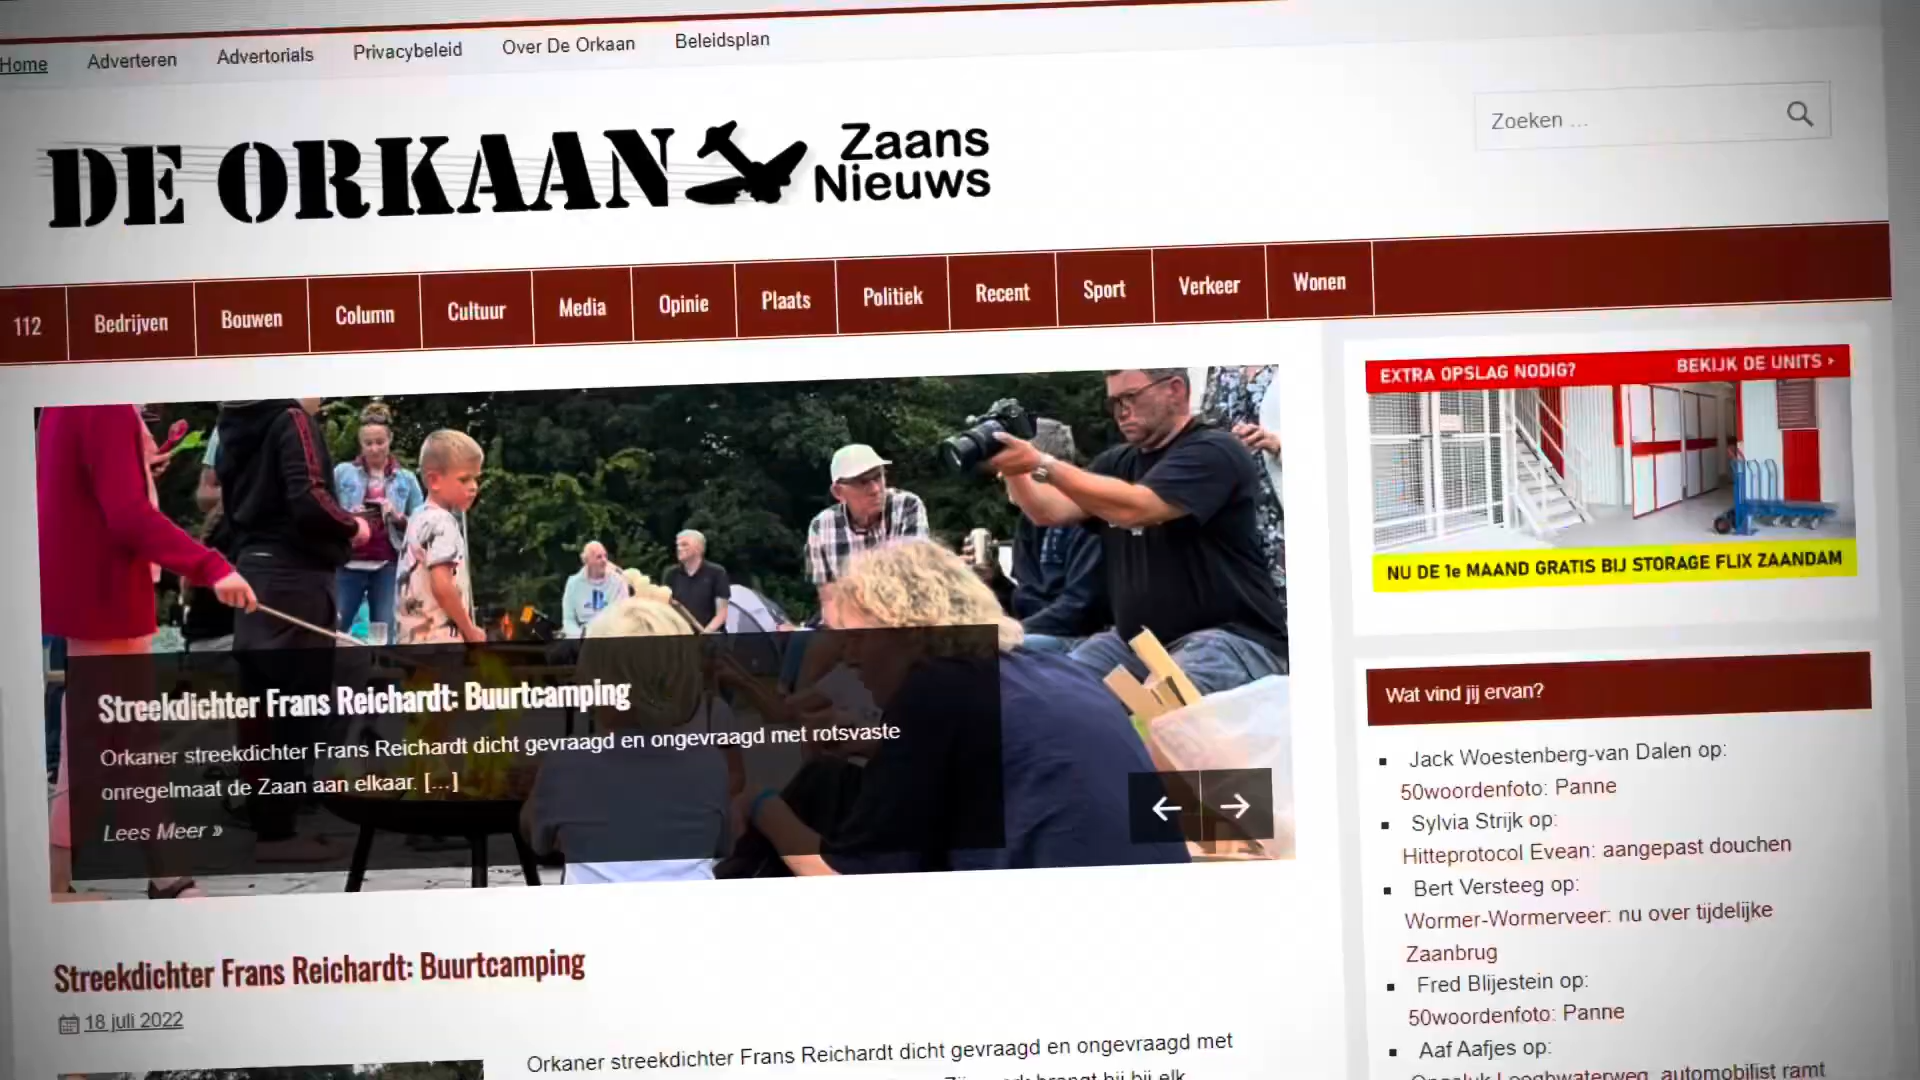 Home Adverteren Advertorials Privacybeleid Over De Orkaan Beleidsplan
DE ORKAAN
Zaans
Nieuws
Zoeken …
112 Bedrijven Bouwen Column Cultuur Media Opinie Plaats Politiek Recent Sport Verkeer Wonen
Streekdichter Frans Reichardt: Buurtcamping
Orkaner streekdichter Frans Reichardt dicht gevraagd en ongevraagd met rotsvaste
onregelmaat de Zaan aan elkaar. [...]
Lees Meer »
Streekdichter Frans Reichardt: Buurtcamping
18 juli 2022
Orkaner streekdichter Frans Reichardt dicht gevraagd en ongevraagd met
EXTRA OPSLAG NODIG? BEKIJK DE UNITS ›
NU DE 1e MAAND GRATIS BIJ STORAGE FLIX ZAANDAM
Wat vind jij ervan?
Jack Woestenberg-van Dalen op:
50woordenfoto: Panne
Sylvia Strijk op:
Hitteprotocol Evean: aangepast douchen
Bert Versteeg op:
Wormer-Wormerveer: nu over tijdelijke
Zaanbrug
Fred Blijestein op:
50woordenfoto: Panne
Aaf Aafjes op:
automobilist ramt